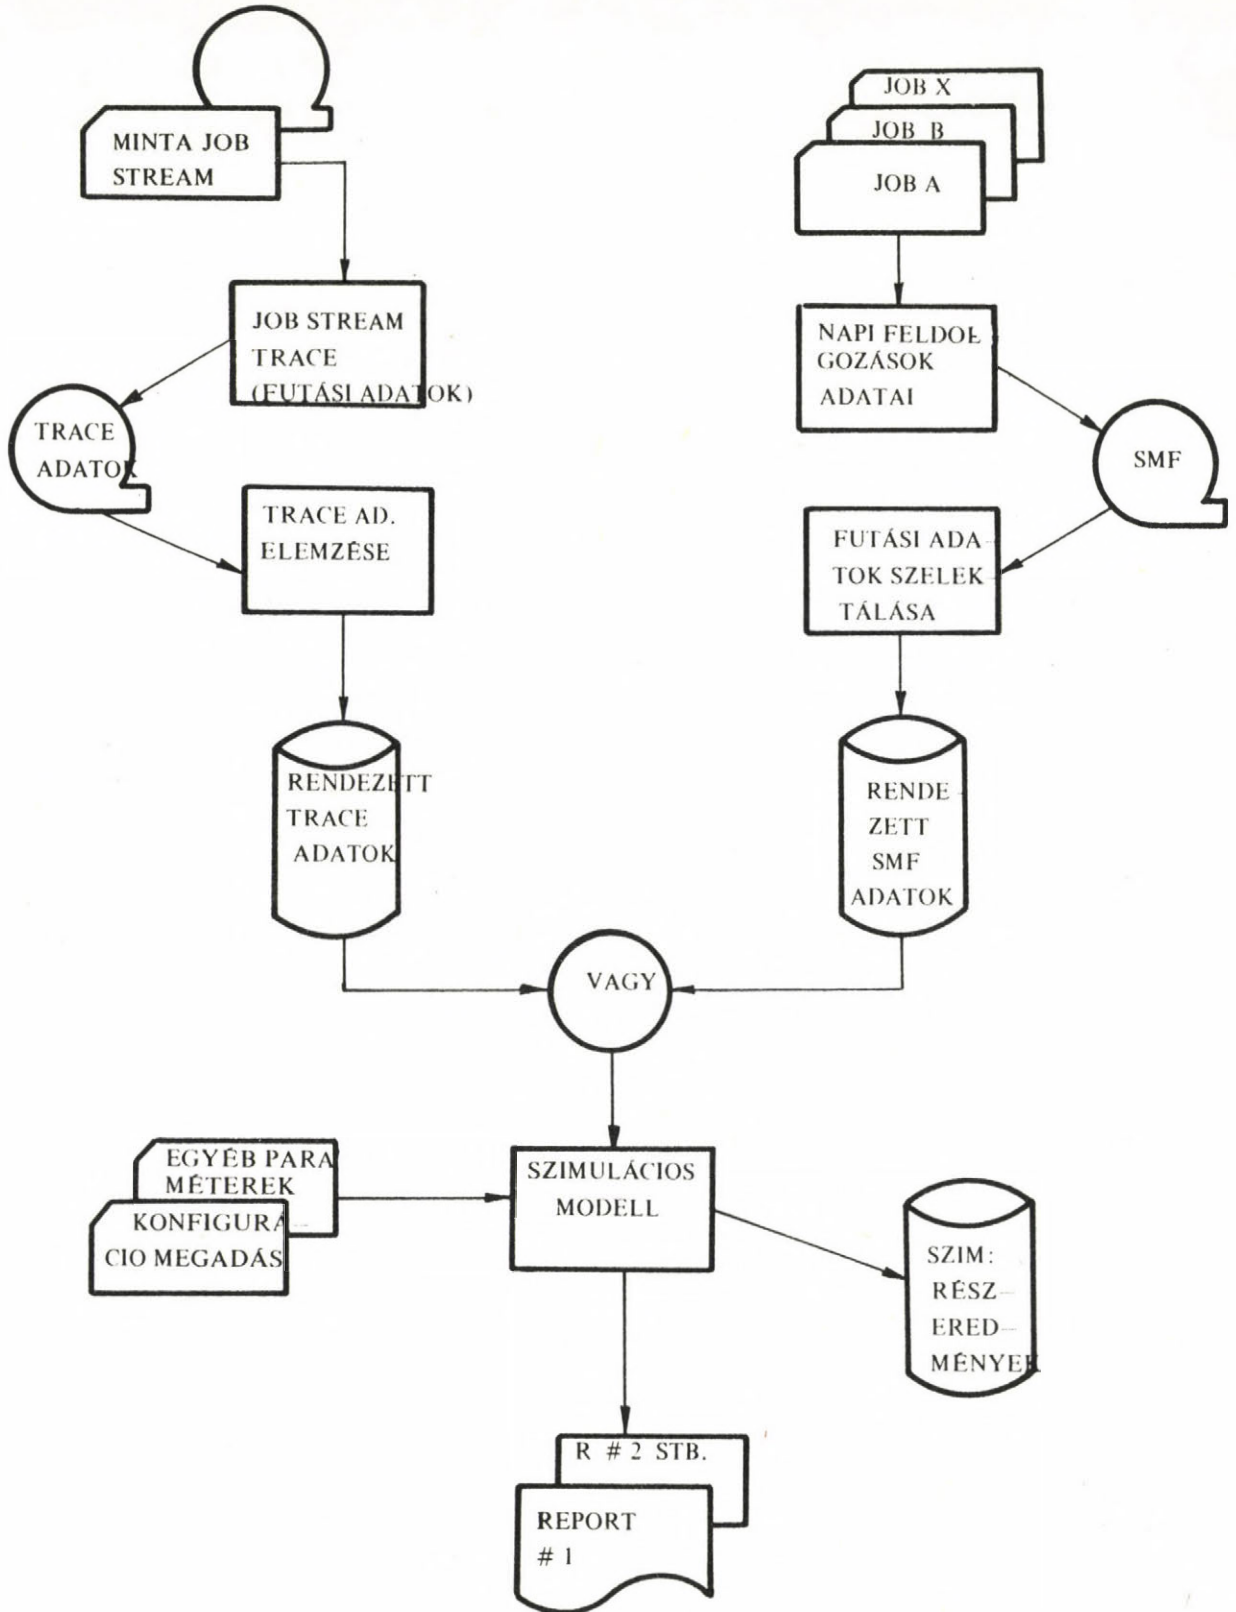 MINTA JOB
STREAM
JOB X
JOB B
JOB A
JOB STREAM
TRACE
(FUTÁSI ADATOK)
NAPI FELDOL
GOZÁSOK
ADATAI
TRACE
ADATOK
SMF
TRACE AD.
ELEMZÉSE
FUTÁSI ADA–
TOK SZELEK–
TÁLÁSA
RENDEZETT
TRACE
ADATOK
RENDE–
ZETT
SMF
ADATOK
VAGY
EGYÉB PARA
MÉTEREK
KONFIGURÁ–
CIO MEGADÁS
SZIMULÁCIOS
MODELL
SZIM:
RÉSZ–
ERED–
MÉNYEK
R # 2 STB.
REPORT
# 1